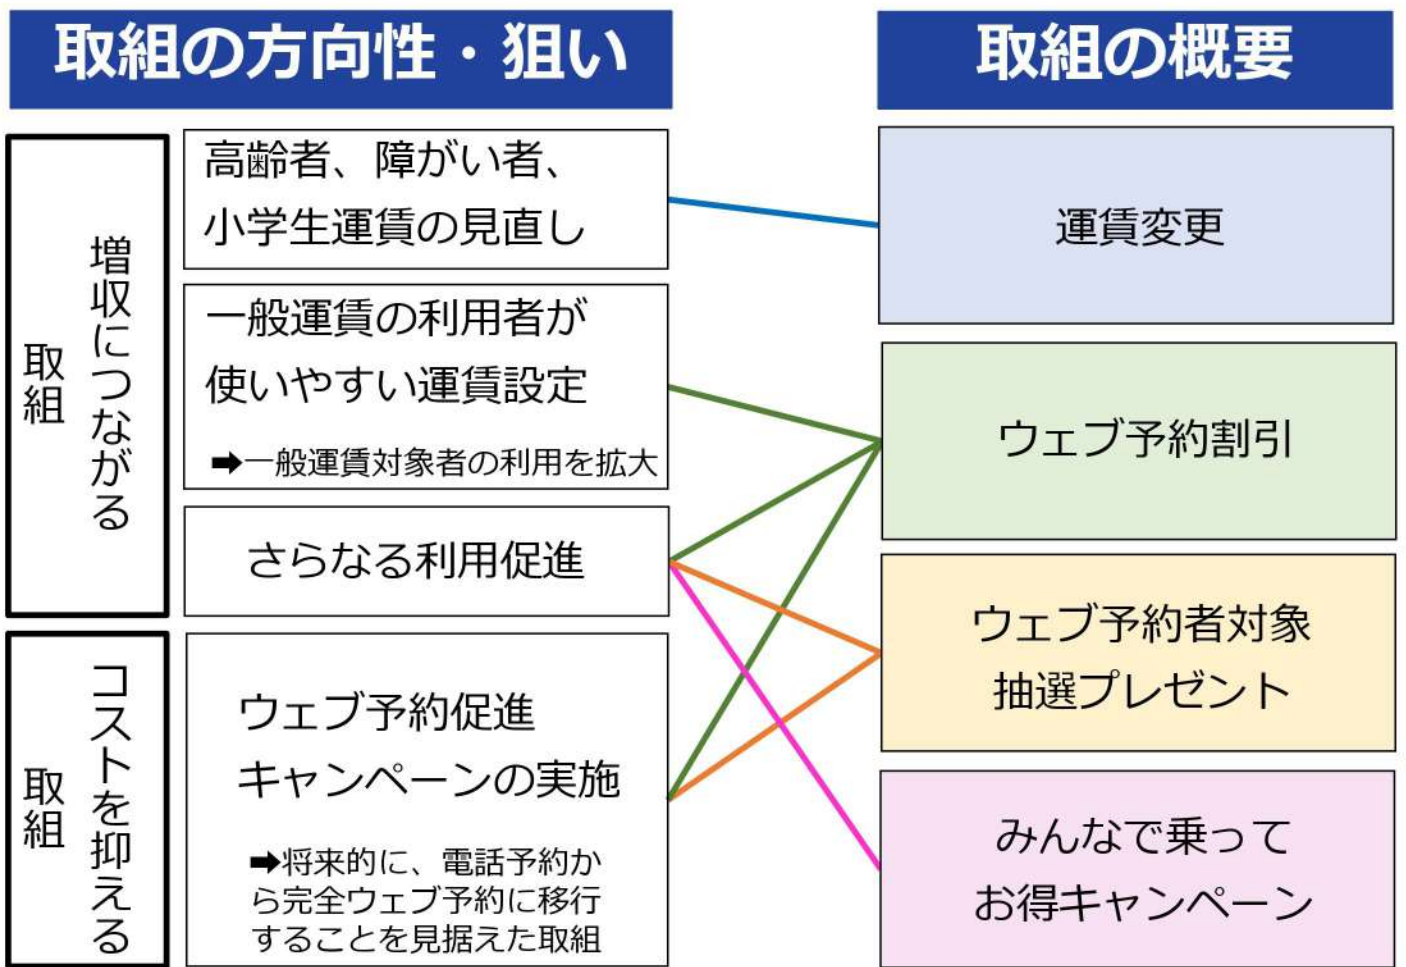 取組の方向性・狙い
取組の概要
増収につながる
取組
高齢者、障がい者、
小学生運賃の見直し
一般運賃の利用者が
使いやすい運賃設定
➡一般運賃対象者の利用を拡大
さらなる利用促進
コストを抑える
取組
ウェブ予約促進
キャンペーンの実施
➡将来的に、電話予約か
ら完全ウェブ予約に移行
することを見据えた取組
運賃変更
ウェブ予約割引
ウェブ予約者対象
抽選プレゼント
みんなで乗って
お得キャンペーン